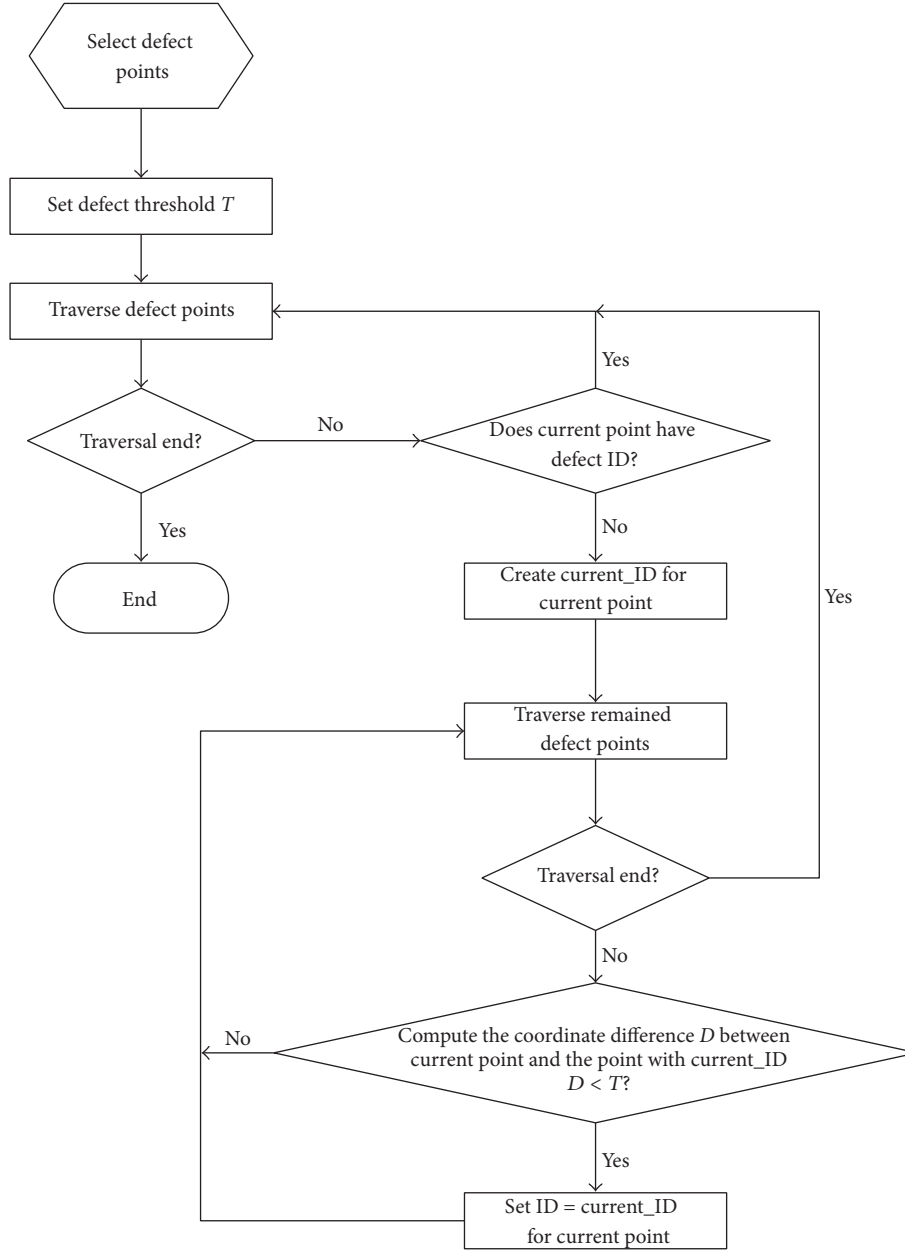 Select defect
points
Set defect threshold T
Traverse defect points
Yes
Traversal end?
No
Does current point have
defect ID?
Yes
No
End
Create current_ID for
current point
Yes
Traverse remained
defect points
Traversal end?
No
No
Compute the coordinate difference D between
current point and the point with current_ID
D < T?
Yes
Set ID = current_ID
for current point